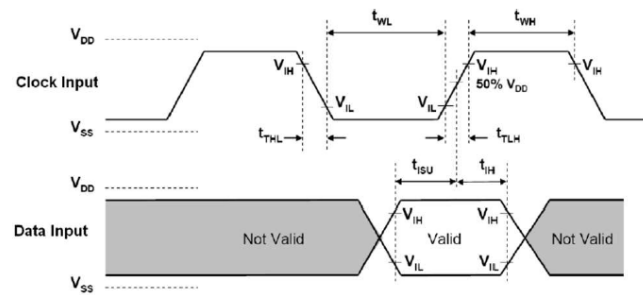 t_WL t_WH
V_DD
V_IH V_IH V_IH
Clock Input 50% V_DD
V_IL V_IL
V_SS
t_THL t_TLH
t_ISU t_IH
V_DD
V_IH V_IH
Data Input Not Valid Valid Not Valid
V_IL V_IL
V_SS